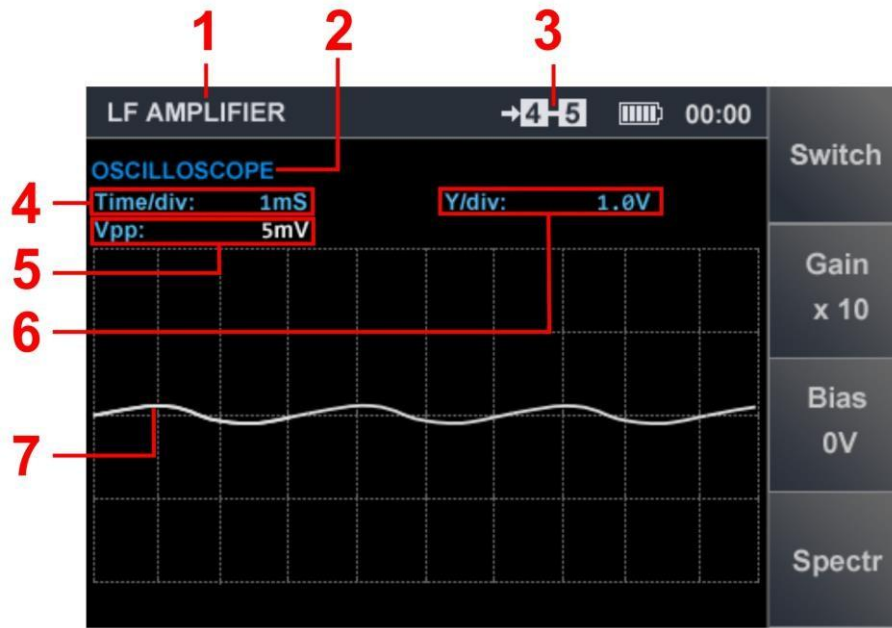 1 2 3
LF AMPLIFIER →4-5 00:00
Switch
OSCILLOSCOPE
4 Time/div: 1mS Y/div: 1.0V
Vpp: 5mV
5
Gain
x 10
6
Bias
0V
7
Spectr